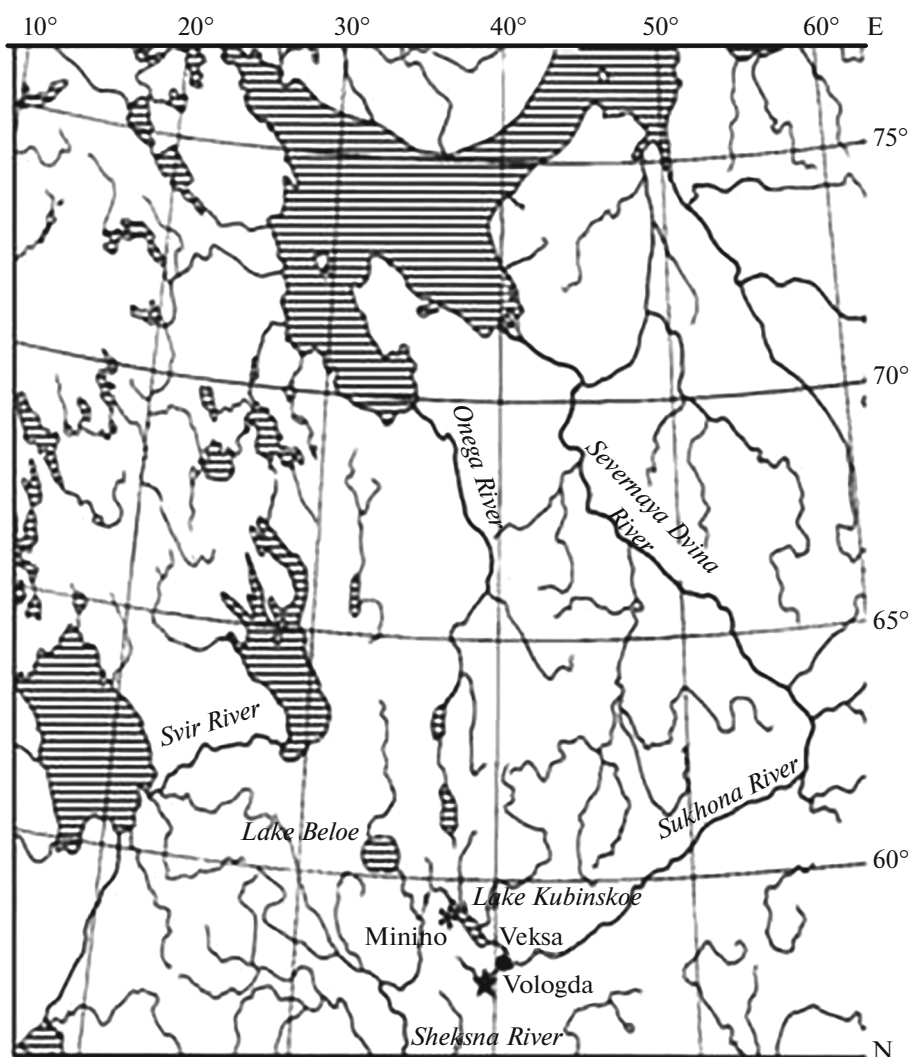 10° 20° 30° 40° 50° 60° E
75°
70°
Onega River
Severnaya Dvina
River
65°
Svir River
Sukhona River
Lake Beloe
60°
Lake Kubinskoe
Minino
Veksa
Vologda
Sheksna River
N